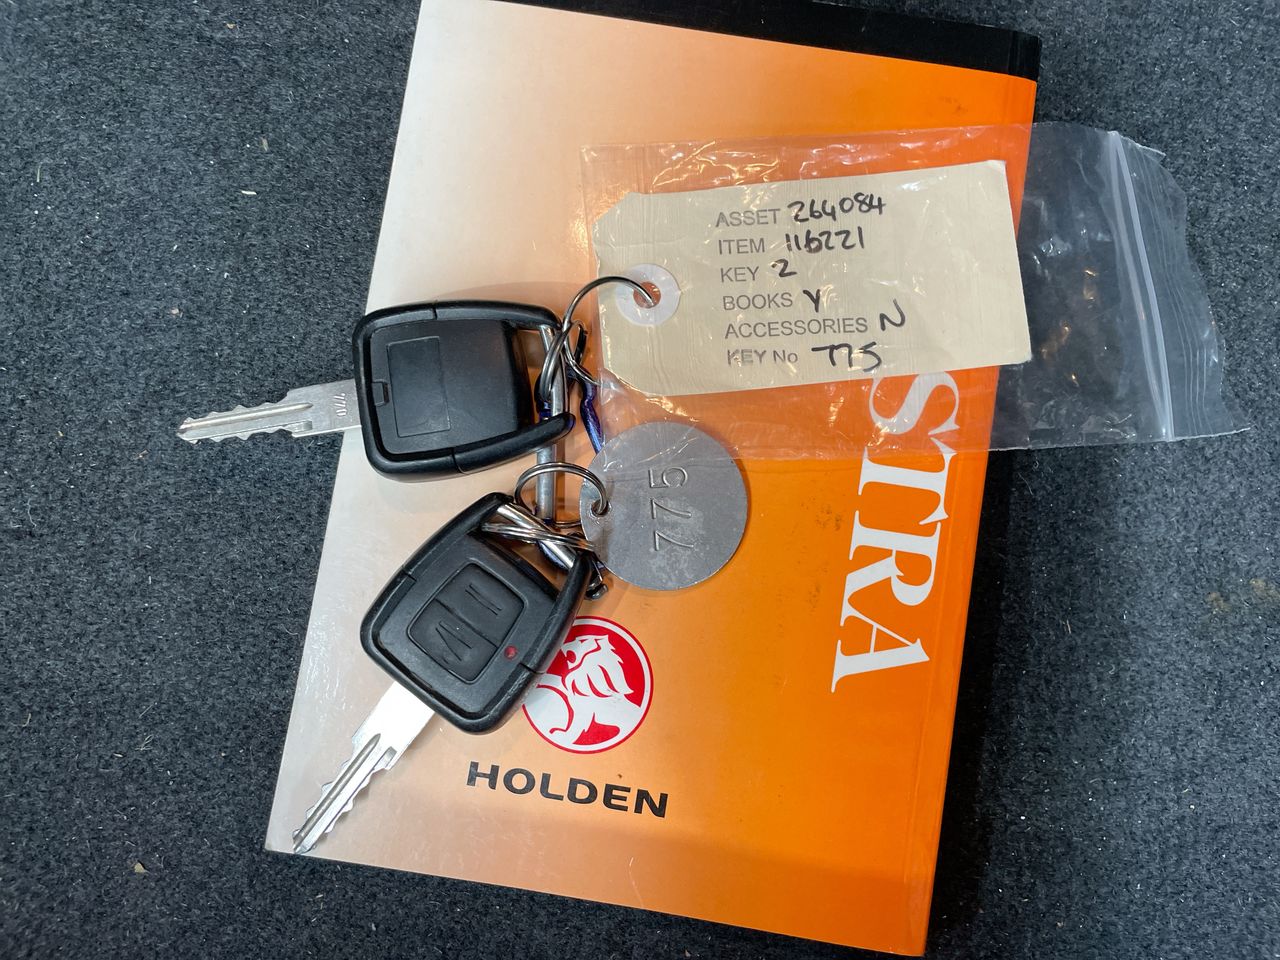 ASSET 264084
ITEM 116221
KEY 2
BOOKS Y
ACCESSORIES N
KEY No 775
775
STRA
HOLDEN